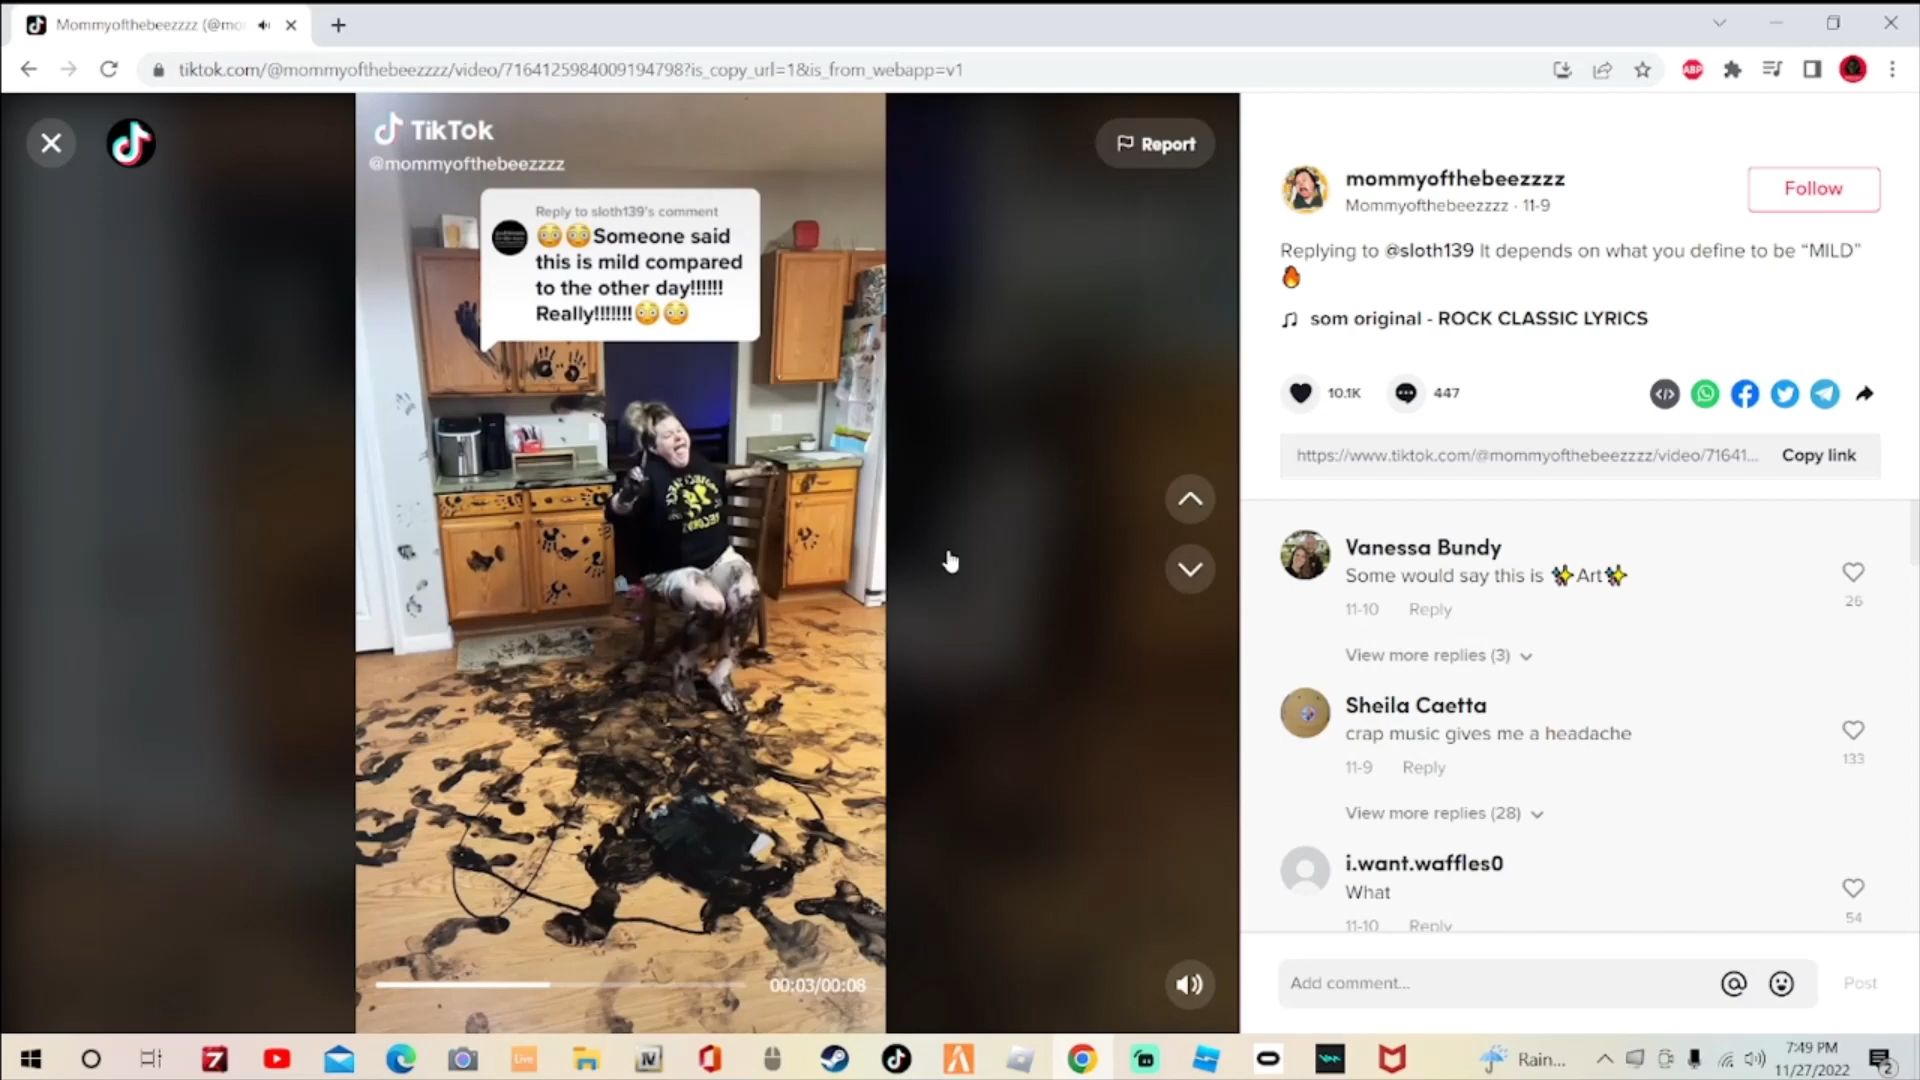 Mommyofthebeezzzz (@mo
tiktok.com/@mommyofthebeezzzz/video/7164125984009194798?is_copy_url=1&is_from_webapp=v1
ABP
TikTok
@mommyofthebeezzzz
Report
Reply to sloth139's comment
😳😳Someone said
this is mild compared
to the other day!!!!!!
Really!!!!!!!😳😳
00:03/00:08
mommyofthebeezzzz
Mommyofthebeezzzz · 11-9
Follow
Replying to @sloth139 It depends on what you define to be “MILD”
🔥
som original - ROCK CLASSIC LYRICS
10.1K
447
https://www.tiktok.com/@mommyofthebeezzzz/video/71641...
Copy link
Vanessa Bundy
Some would say this is ✨Art✨
26
11-10 Reply
View more replies (3)
Sheila Caetta
crap music gives me a headache
133
11-9 Reply
View more replies (28)
i.want.waffles0
What
54
11-10 Reply
Add comment...
Post
Live
IV
Rain...
7:49 PM
11/27/2022
2